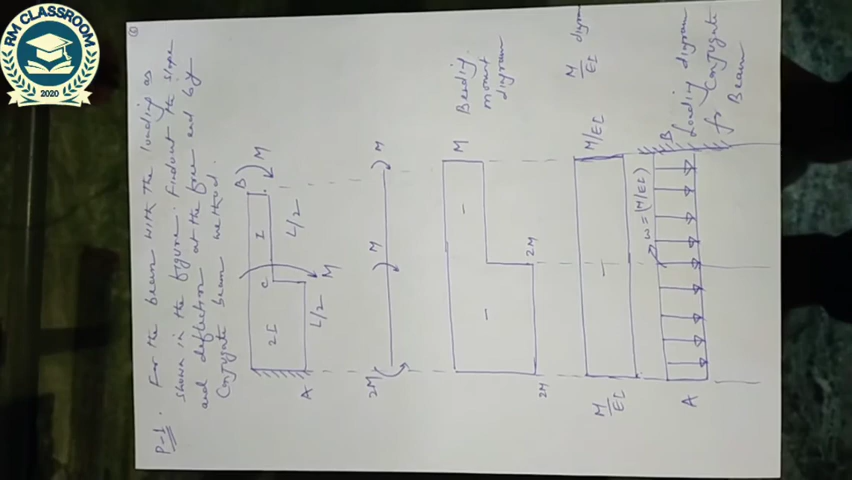 RM CLASSROOM
2020
P-1. For the beam with the loading as
shown in the figure. Findout the slope
and deflection at the free end by
Conjugate beam method.
2I
C
I
B
M
A
L/2
M
L/2
2M
M
M
M
Bending
moment
diagram
2M
2M
M/EI
M/EI
M/EI diagram
w=(M/EI)
A
B
Loading diagram
for Conjugate
Beam